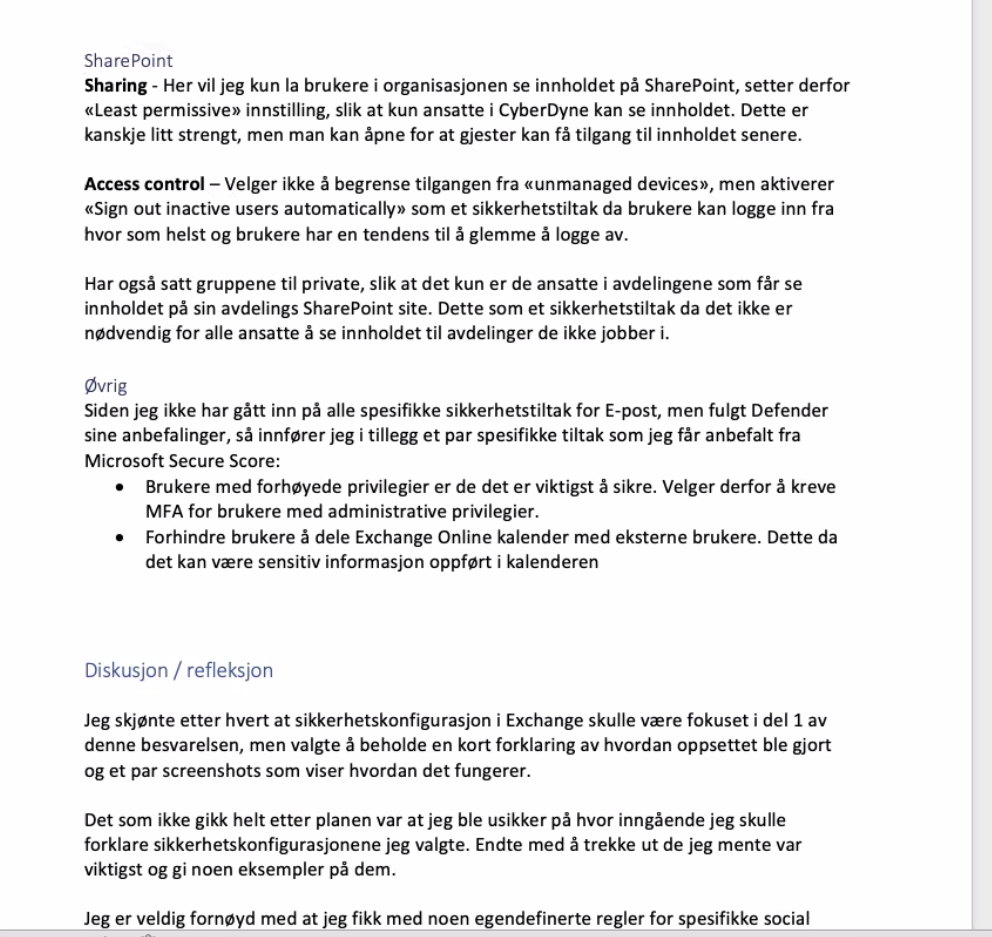 SharePoint
Sharing - Her vil jeg kun la brukere i organisasjonen se innholdet på SharePoint, setter derfor
«Least permissive» innstilling, slik at kun ansatte i CyberDyne kan se innholdet. Dette er
kanskje litt strengt, men man kan åpne for at gjester kan få tilgang til innholdet senere.
Access control – Velger ikke å begrense tilgangen fra «unmanaged devices», men aktiverer
«Sign out inactive users automatically» som et sikkerhetstiltak da brukere kan logge inn fra
hvor som helst og brukere har en tendens til å glemme å logge av.
Har også satt gruppene til private, slik at det kun er de ansatte i avdelingene som får se
innholdet på sin avdelings SharePoint site. Dette som et sikkerhetstiltak da det ikke er
nødvendig for alle ansatte å se innholdet til avdelinger de ikke jobber i.
Øvrig
Siden jeg ikke har gått inn på alle spesifikke sikkerhetstiltak for E-post, men fulgt Defender
sine anbefalinger, så innfører jeg i tillegg et par spesifikke tiltak som jeg får anbefalt fra
Microsoft Secure Score:
• Brukere med forhøyede privilegier er de det er viktigst å sikre. Velger derfor å kreve
MFA for brukere med administrative privilegier.
• Forhindre brukere å dele Exchange Online kalender med eksterne brukere. Dette da
det kan være sensitiv informasjon oppført i kalenderen
Diskusjon / refleksjon
Jeg skjønte etter hvert at sikkerhetskonfigurasjon i Exchange skulle være fokuset i del 1 av
denne besvarelsen, men valgte å beholde en kort forklaring av hvordan oppsettet ble gjort
og et par screenshots som viser hvordan det fungerer.
Det som ikke gikk helt etter planen var at jeg ble usikker på hvor inngående jeg skulle
forklare sikkerhetskonfigurasjonene jeg valgte. Endte med å trekke ut de jeg mente var
viktigst og gi noen eksempler på dem.
Jeg er veldig fornøyd med at jeg fikk med noen egendefinerte regler for spesifikke social